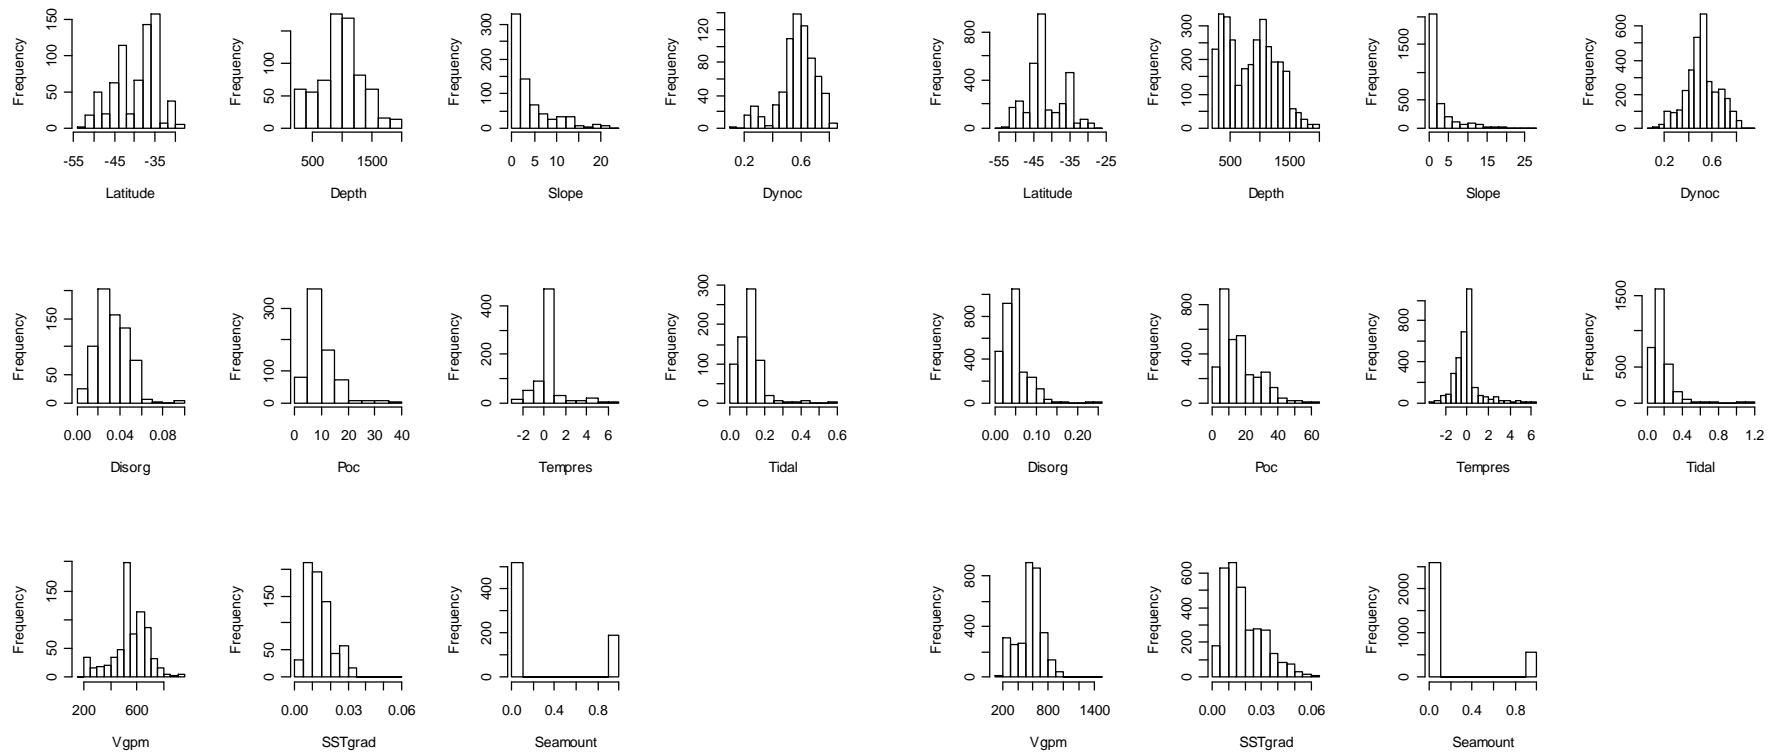 Frequency
0 50 100 150
-55 -45 -35
Latitude
Frequency
0 50 100
500 1500
Depth
Frequency
0 100 200 300
0 5 10 20
Slope
Frequency
0 40 80 120
0.2 0.6
Dynoc
Frequency
0 400 800
-55 -45 -35 -25
Latitude
Frequency
0 100 200 300
500 1500
Depth
Frequency
0 500 1500
0 5 15 25
Slope
Frequency
0 200 400 600
0.2 0.6
Dynoc
Frequency
0 50 150
0.00 0.04 0.08
Disorg
Frequency
0 100 300
0 10 20 30 40
Poc
Frequency
0 200 400
-2 0 2 4 6
Tempres
Frequency
0 100 200 300
0.0 0.2 0.4 0.6
Tidal
Frequency
0 400 800
0.00 0.10 0.20
Disorg
Frequency
0 400 800
0 20 40 60
Poc
Frequency
0 400 800
-2 0 2 4 6
Tempres
Frequency
0 500 1500
0.0 0.4 0.8 1.2
Tidal
Frequency
0 50 150
200 600
Vgpm
Frequency
0 50 150
0.00 0.03 0.06
SSTgrad
Frequency
0 200 400
0.0 0.4 0.8
Seamount
Frequency
0 400 800
200 800 1400
Vgpm
Frequency
0 200 400 600
0.00 0.03 0.06
SSTgrad
Frequency
0 1000 2000
0.0 0.4 0.8
Seamount